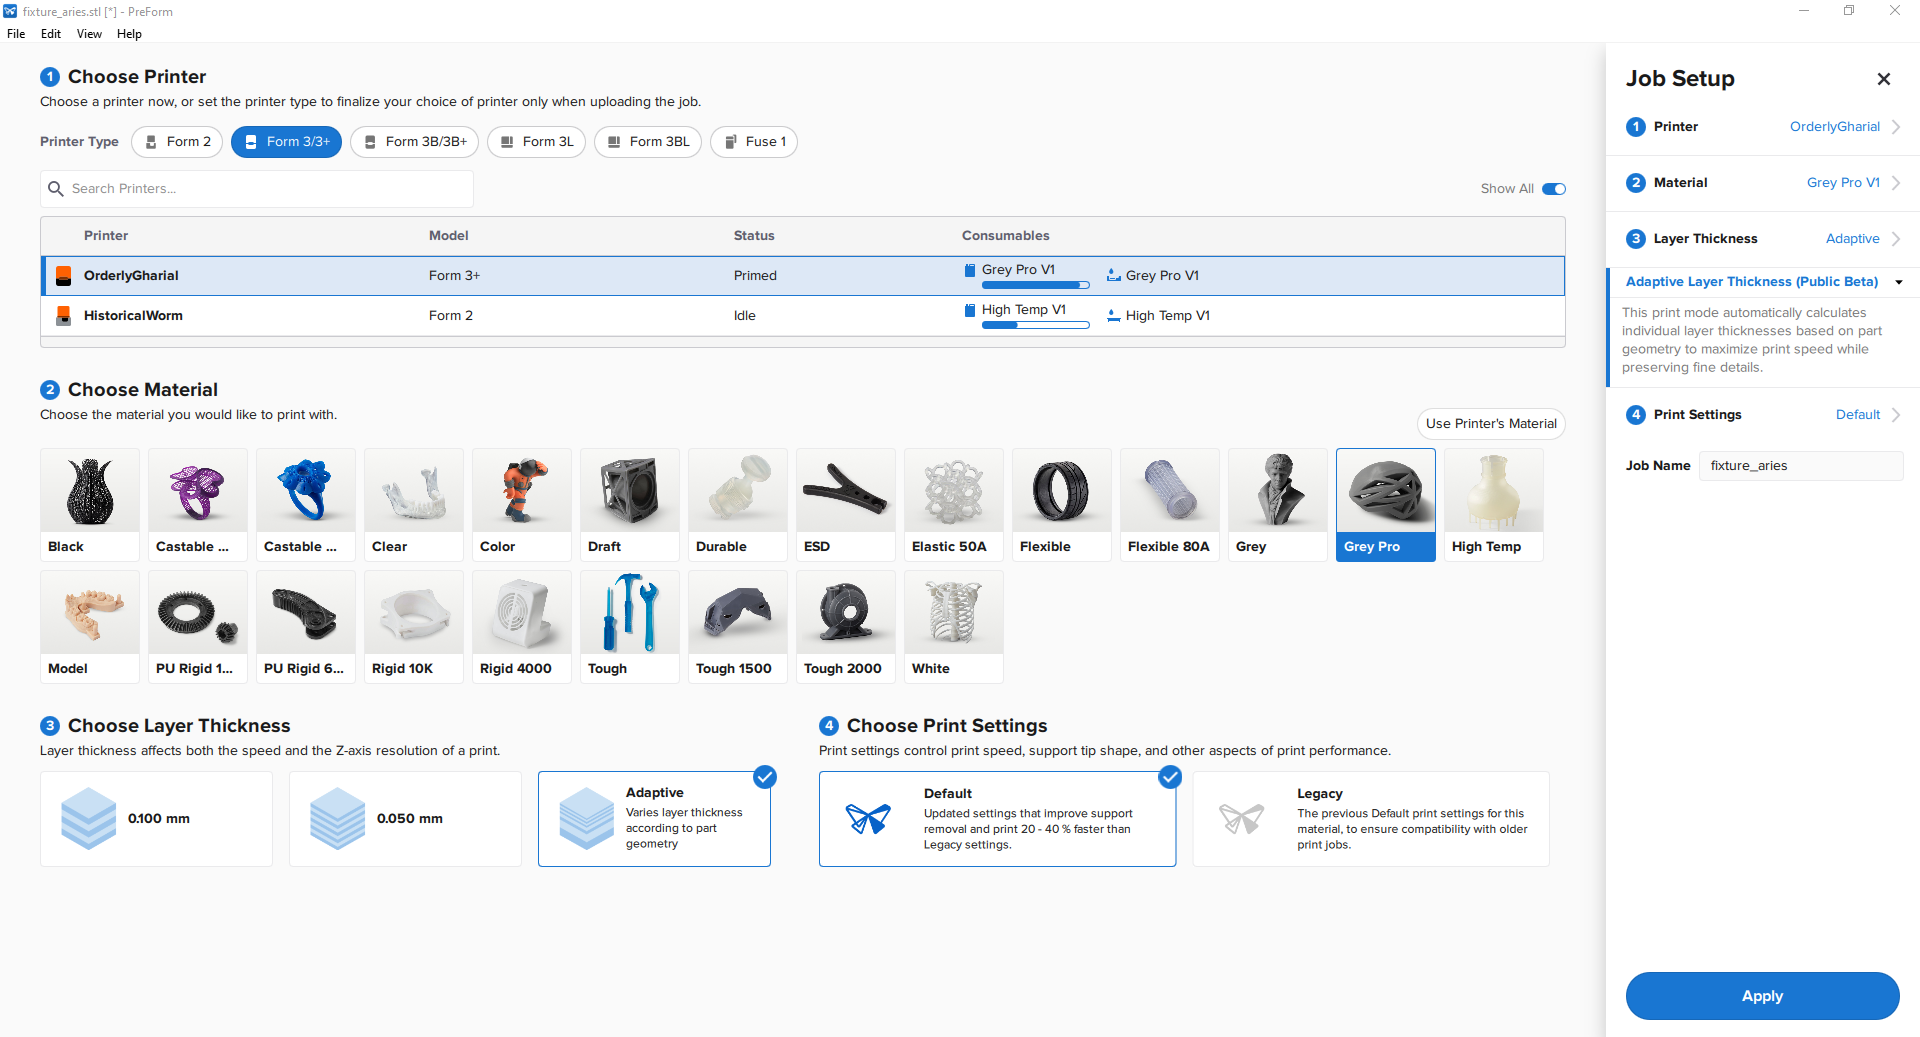 fixture_aries.stl [*] - PreForm
File Edit View Help
1 Choose Printer
Choose a printer now, or set the printer type to finalize your choice of printer only when uploading the job.
Printer Type Form 2 Form 3/3+ Form 3B/3B+ Form 3L Form 3BL Fuse 1
Search Printers...
Show All
Printer Model Status Consumables
OrderlyGharial Form 3+ Primed Grey Pro V1 Grey Pro V1
HistoricalWorm Form 2 Idle High Temp V1 High Temp V1
2 Choose Material
Choose the material you would like to print with.
Use Printer's Material
Black Castable ... Castable ... Clear Color Draft Durable ESD Elastic 50A Flexible Flexible 80A Grey Grey Pro High Temp
Model PU Rigid 1... PU Rigid 6... Rigid 10K Rigid 4000 Tough Tough 1500 Tough 2000 White
3 Choose Layer Thickness
Layer thickness affects both the speed and the Z-axis resolution of a print.
0.100 mm
0.050 mm
Adaptive
Varies layer thickness
according to part
geometry
4 Choose Print Settings
Print settings control print speed, support tip shape, and other aspects of print performance.
Default
Updated settings that improve support
removal and print 20 - 40 % faster than
Legacy settings.
Legacy
The previous Default print settings for this
material, to ensure compatibility with older
print jobs.
Job Setup
1 Printer OrderlyGharial
2 Material Grey Pro V1
3 Layer Thickness Adaptive
Adaptive Layer Thickness (Public Beta)
This print mode automatically calculates
individual layer thicknesses based on part
geometry to maximize print speed while
preserving fine details.
4 Print Settings Default
Job Name fixture_aries
Apply